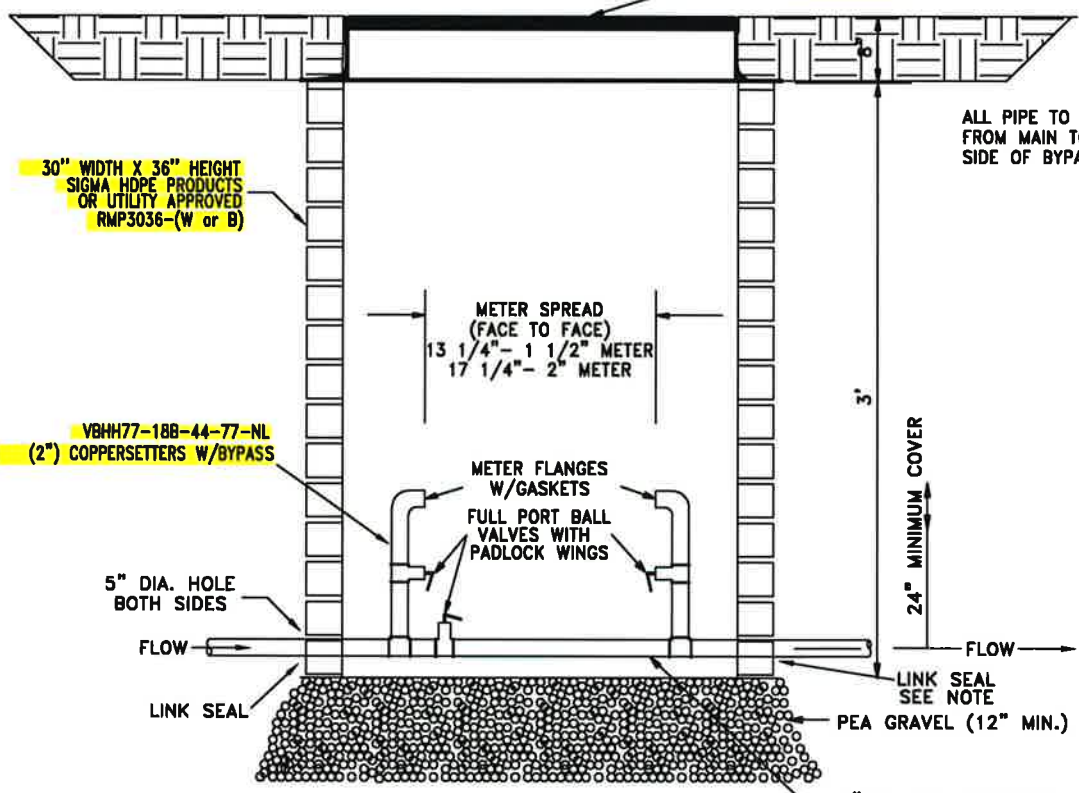 8"
ALL PIPE TO
FROM MAIN TO
SIDE OF
30" WIDTH X 36" HEIGHT
SIGMA HDPE PRODUCTS
OR UTILITY APPROVED
RMP3036-(W or B)
METER SPREAD
(FACE TO FACE)
13 1/4"- 1 1/2" METER
17 1/4"- 2" METER
3'
VBHH77-18B-44-77-NL
(2") COPPERSETTERS W/BYPASS
METER FLANGES
W/GASKETS
FULL PORT BALL
VALVES WITH
PADLOCK WINGS
24" MINIMUM COVER
5" DIA. HOLE
BOTH SIDES
FLOW
FLOW
LINK SEAL
LINK SEAL
SEE NOTE
PEA GRAVEL (12" MIN.)